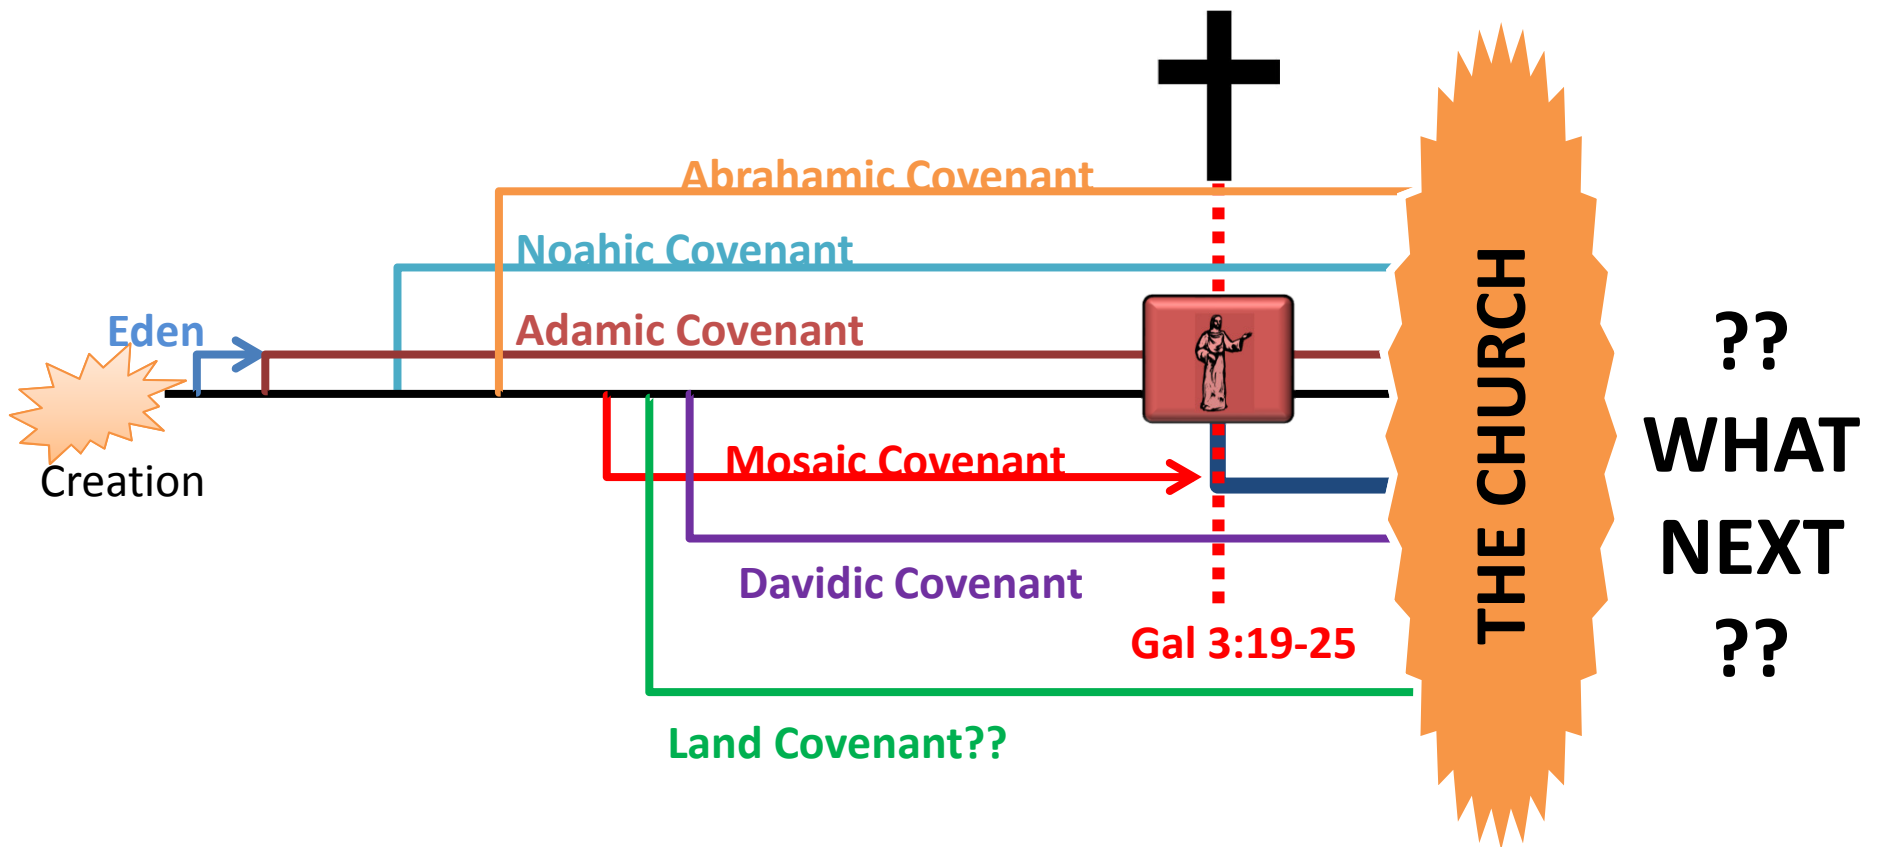 Abrahamic Covenant
Noahic Covenant
Eden
Adamic Covenant
Creation
Mosaic Covenant
Davidic Covenant
Gal 3:19-25
Land Covenant??
THE CHURCH
??
WHAT
NEXT
??